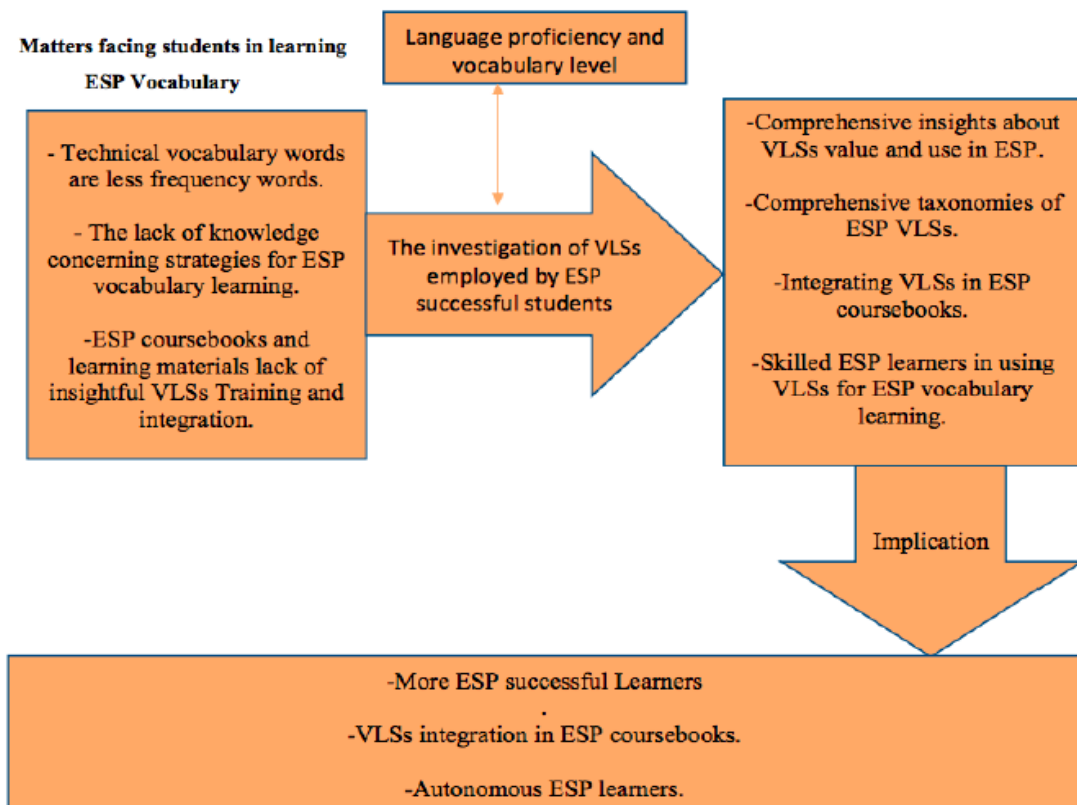 Matters facing students in learning
ESP Vocabulary
Language proficiency and
vocabulary level
- Technical vocabulary words
are less frequency words.
- The lack of knowledge
concerning strategies for ESP
vocabulary learning.
-ESP coursebooks and
learning materials lack of
insightful VLSs Training and
integration.
The investigation of VLSs
employed by ESP
successful students
-Comprehensive insights about
VLSs value and use in ESP.
-Comprehensive taxonomies of
ESP VLSs.
-Integrating VLSs in ESP
coursebooks.
-Skilled ESP learners in using
VLSs for ESP vocabulary
learning.
Implication
-More ESP successful Learners
.
-VLSs integration in ESP coursebooks.
-Autonomous ESP learners.